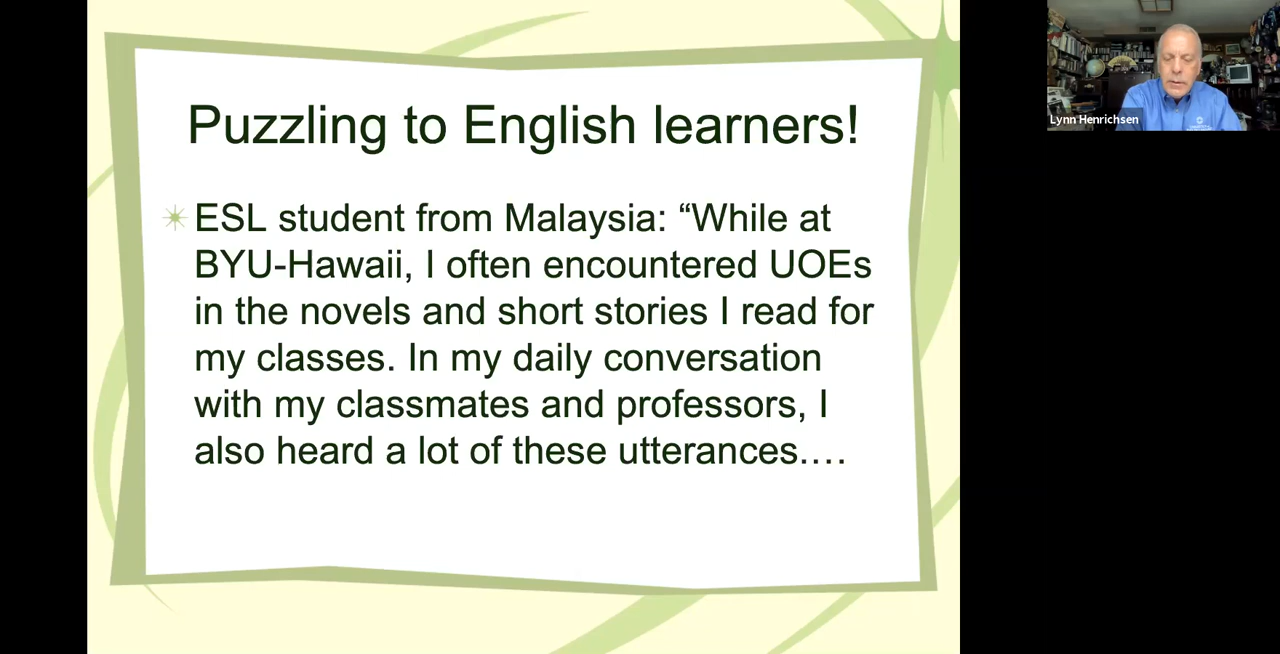 Puzzling to English learners!
ESL student from Malaysia: “While at
BYU-Hawaii, I often encountered UOEs
in the novels and short stories I read for
my classes. In my daily conversation
with my classmates and professors, I
also heard a lot of these utterances….
Lynn Henrichsen